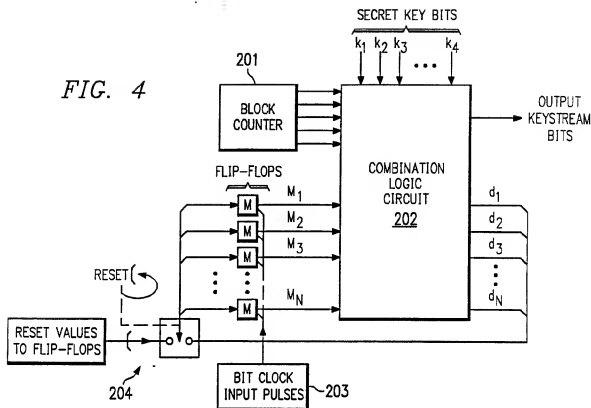 SECRET KEY BITS
k1 k2 k3 ••• k4
201
FIG. 4
BLOCK
COUNTER
OUTPUT
KEYSTREAM
BITS
COMBINATION
LOGIC
CIRCUIT
202
FLIP-FLOPS
M M1 d1
M M2 d2
M M3 d3
RESET
M MN dN
RESET VALUES
TO FLIP-FLOPS
204
BIT CLOCK
INPUT PULSES
203